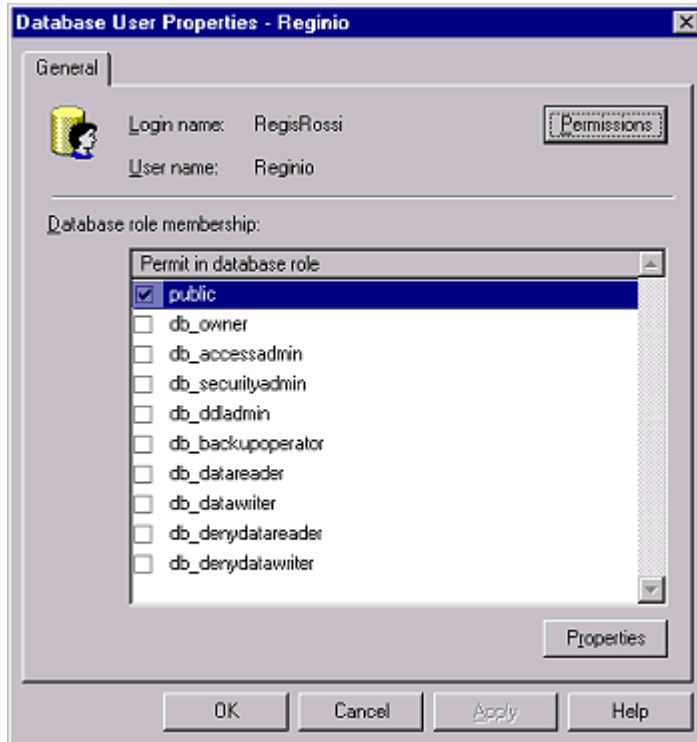 Database User Properties - Reginio
General
Login name: RegisRossi
Permissions
User name: Reginio
Database role membership:
Permit in database role
public
db_owner
db_accessadmin
db_securityadmin
db_ddladmin
db_backupoperator
db_datareader
db_datawriter
db_denydatareader
db_denydatawriter
Properties
OK Cancel Apply Help